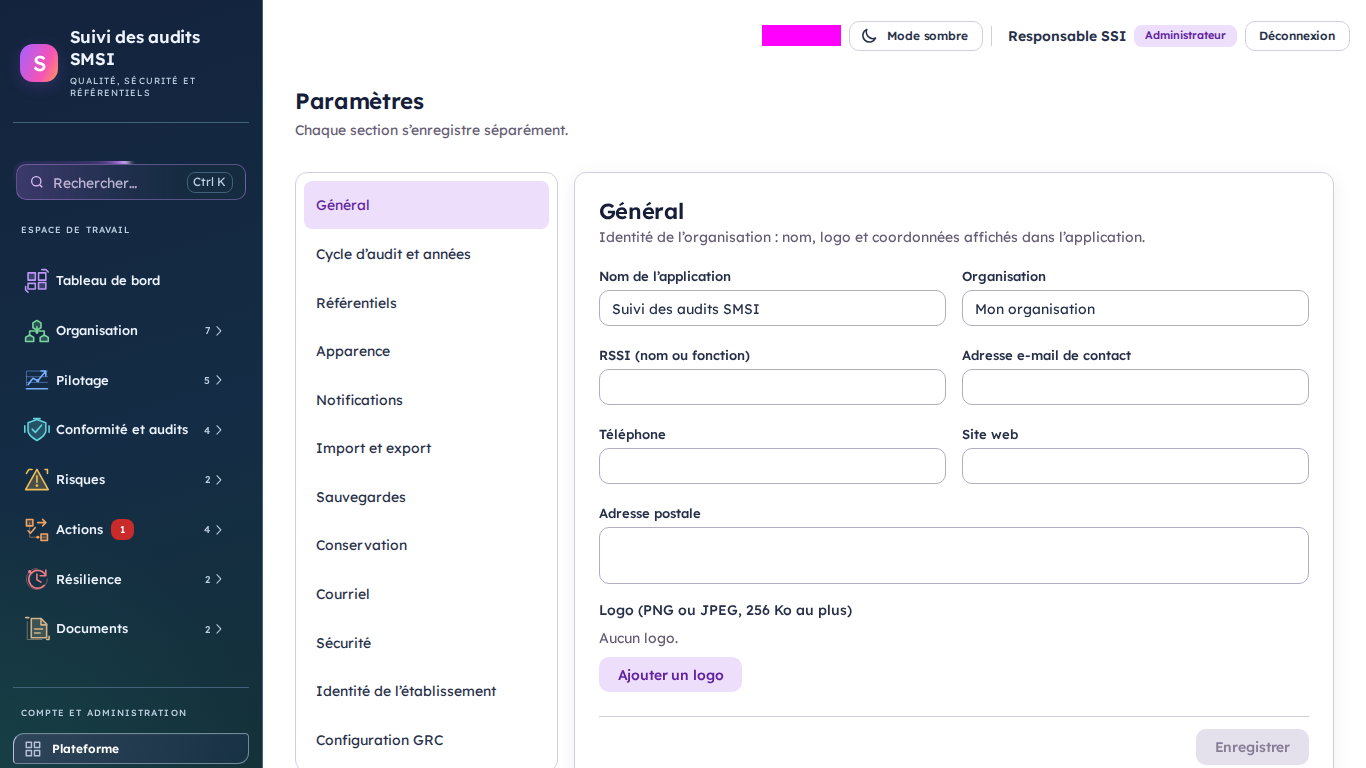 Suivi des audits
SMSI
QUALITÉ, SÉCURITÉ ET
RÉFÉRENTIELS
Rechercher...
Ctrl K
ESPACE DE TRAVAIL
Tableau de bord
Organisation 7
Pilotage 5
Conformité et audits 4
Risques 2
Actions 1 4
Résilience 2
Documents 2
COMPTE ET ADMINISTRATION
Plateforme
Mode sombre
Responsable SSI
Administrateur
Déconnexion
Paramètres
Chaque section s’enregistre séparément.
Général
Cycle d’audit et années
Référentiels
Apparence
Notifications
Import et export
Sauvegardes
Conservation
Courriel
Sécurité
Identité de l’établissement
Configuration GRC
Général
Identité de l’organisation : nom, logo et coordonnées affichés dans l’application.
Nom de l’application
Suivi des audits SMSI
Organisation
Mon organisation
RSSI (nom ou fonction)
Adresse e-mail de contact
Téléphone
Site web
Adresse postale
Logo (PNG ou JPEG, 256 Ko au plus)
Aucun logo.
Ajouter un logo
Enregistrer